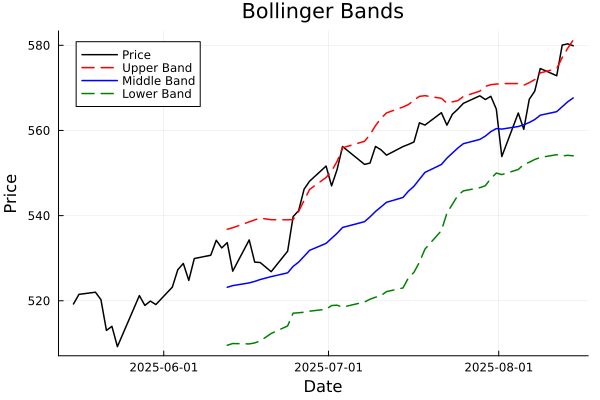 Bollinger Bands
Price
Upper Band
Middle Band
Lower Band
Price
580
560
540
520
2025-06-01
2025-07-01
2025-08-01
Date